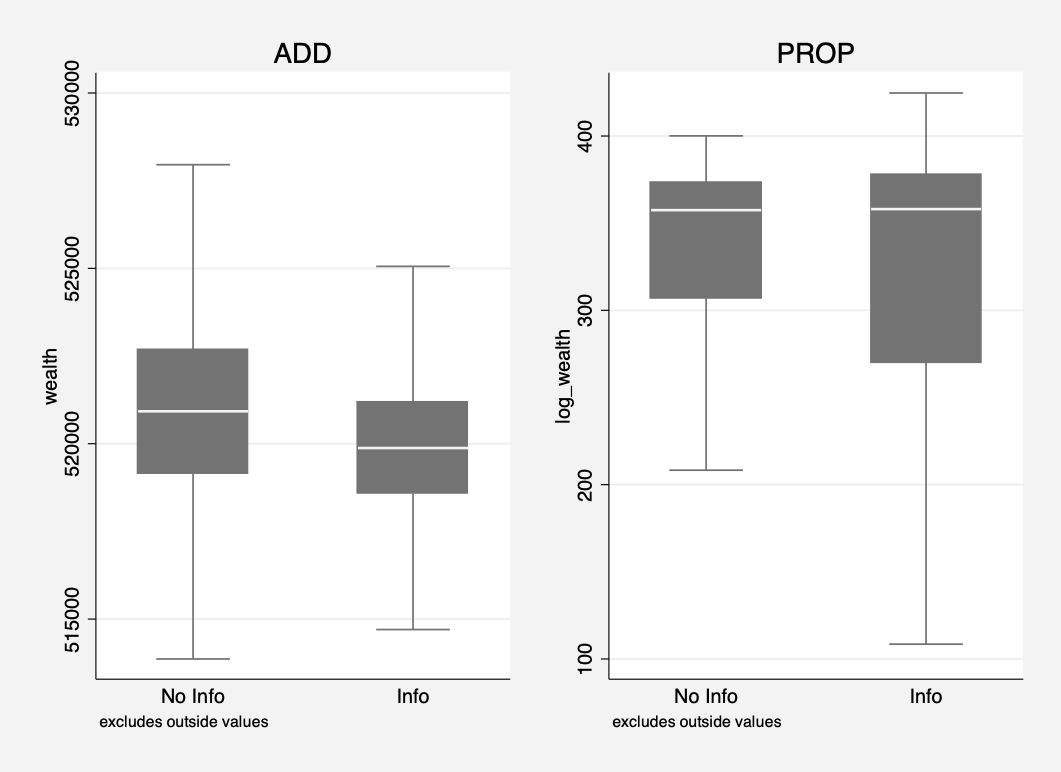 ADD
wealth
530000
525000
520000
515000
No Info
Info
excludes outside values
PROP
log_wealth
400
300
200
100
No Info
Info
excludes outside values